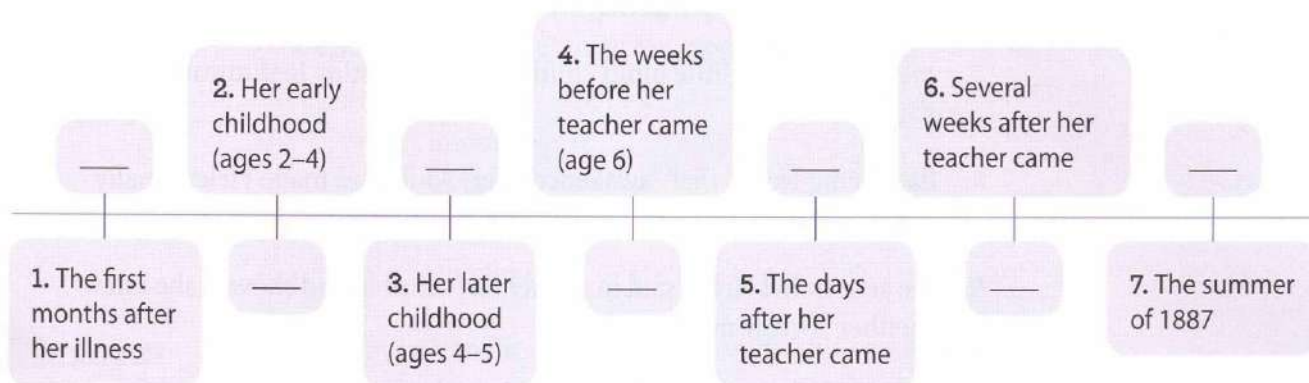 1. The first
months after
her illness
2. Her early
childhood
(ages 2–4)
3. Her later
childhood
(ages 4–5)
4. The weeks
before her
teacher came
(age 6)
5. The days
after her
teacher came
6. Several
weeks after her
teacher came
7. The summer
of 1887